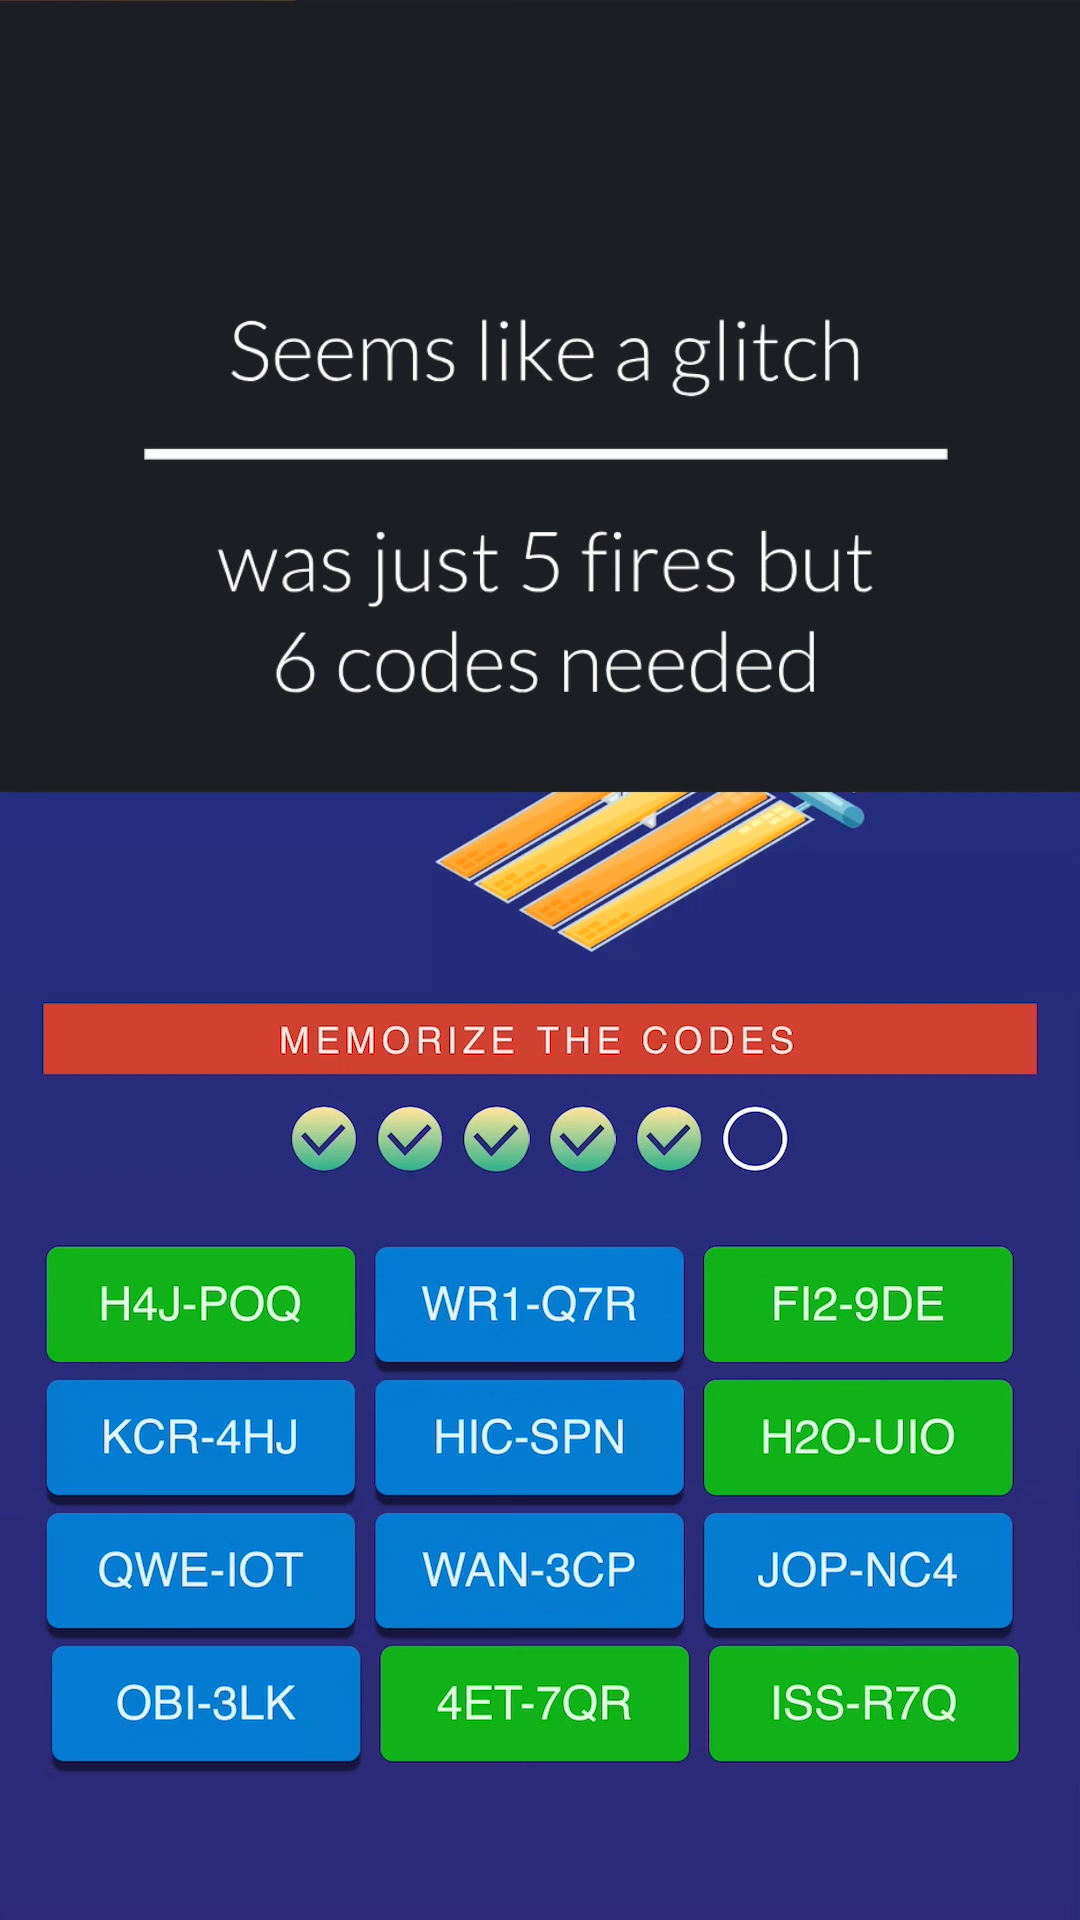 Seems like a glitch
was just 5 fires but
6 codes needed
MEMORIZE THE CODES
H4J-POQ WR1-Q7R FI2-9DE
KCR-4HJ HIC-SPN H2O-UIO
QWE-IOT WAN-3CP JOP-NC4
OBI-3LK 4ET-7QR ISS-R7Q